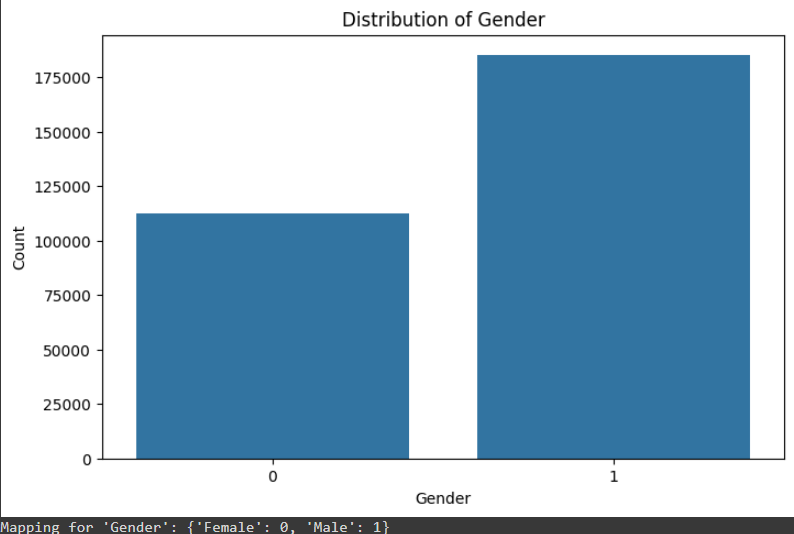 Distribution of Gender
175000
150000
125000
100000
75000
50000
25000
0
Count
0 1
Gender
Mapping for 'Gender': {'Female': 0, 'Male': 1}